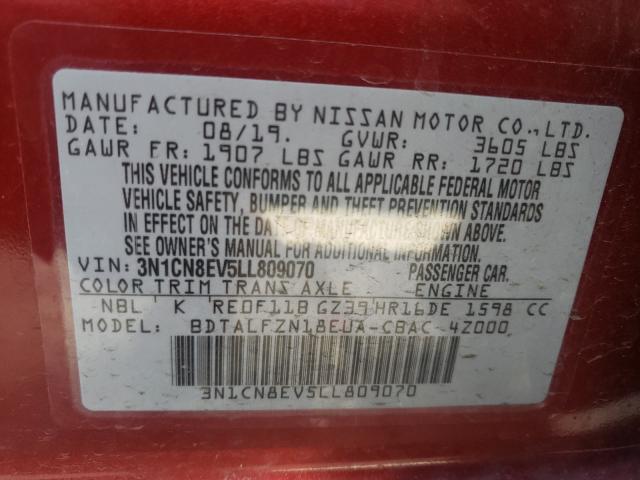 MANUFACTURED BY NISSAN MOTOR CO., LTD.
DATE: 08/19. GVWR: 3605 LBS
GAWR FR: 1907 LBS GAWR RR: 1720 LBS
THIS VEHICLE CONFORMS TO ALL APPLICABLE FEDERAL MOTOR
VEHICLE SAFETY, BUMPER AND THEFT PREVENTION STANDARDS
IN EFFECT ON THE DATE OF MANUFACTURE SHOWN ABOVE.
SEE OWNER'S MANUAL FOR ADDITIONAL INFORMATION.
VIN: 3N1CN8EV5LL809070 PASSENGER CAR.
COLOR TRIM TRANS AXLE ENGINE
NBL K RE0F11B GZ39 HR16DE 1598 CC
MODEL: BDTALFZN18EUA-CBAC-4Z000
3N1CN8EV5LL809070